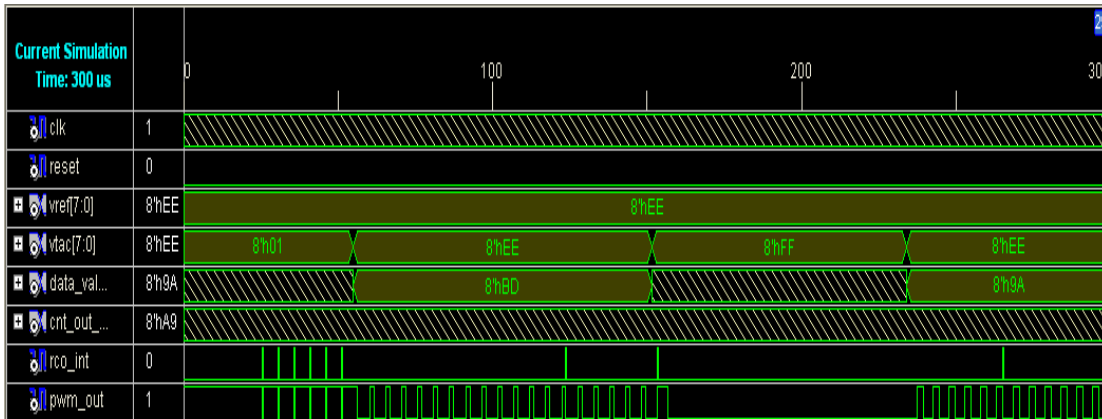 Current Simulation
Time: 300 us
0 100 200 30
clk 1
reset 0
vref[7:0] 8'hEE 8'hEE
vtac[7:0] 8'hEE 8'h01 8'hEE 8'hFF 8'hEE
data_val... 8'h9A 8'hBD 8'h9A
cnt_out_... 8'hA9
rco_int 0
pwm_out 1